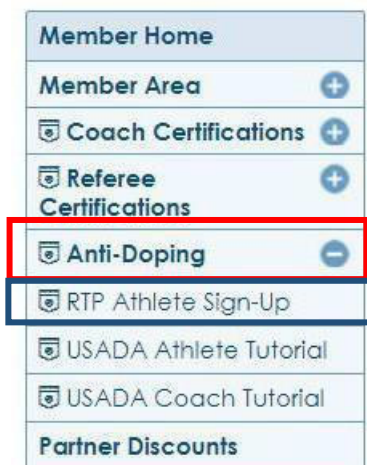 Member Home
Member Area
Coach Certifications
Referee
Certifications
Anti-Doping
RTP Athlete Sign-Up
USADA Athlete Tutorial
USADA Coach Tutorial
Partner Discounts